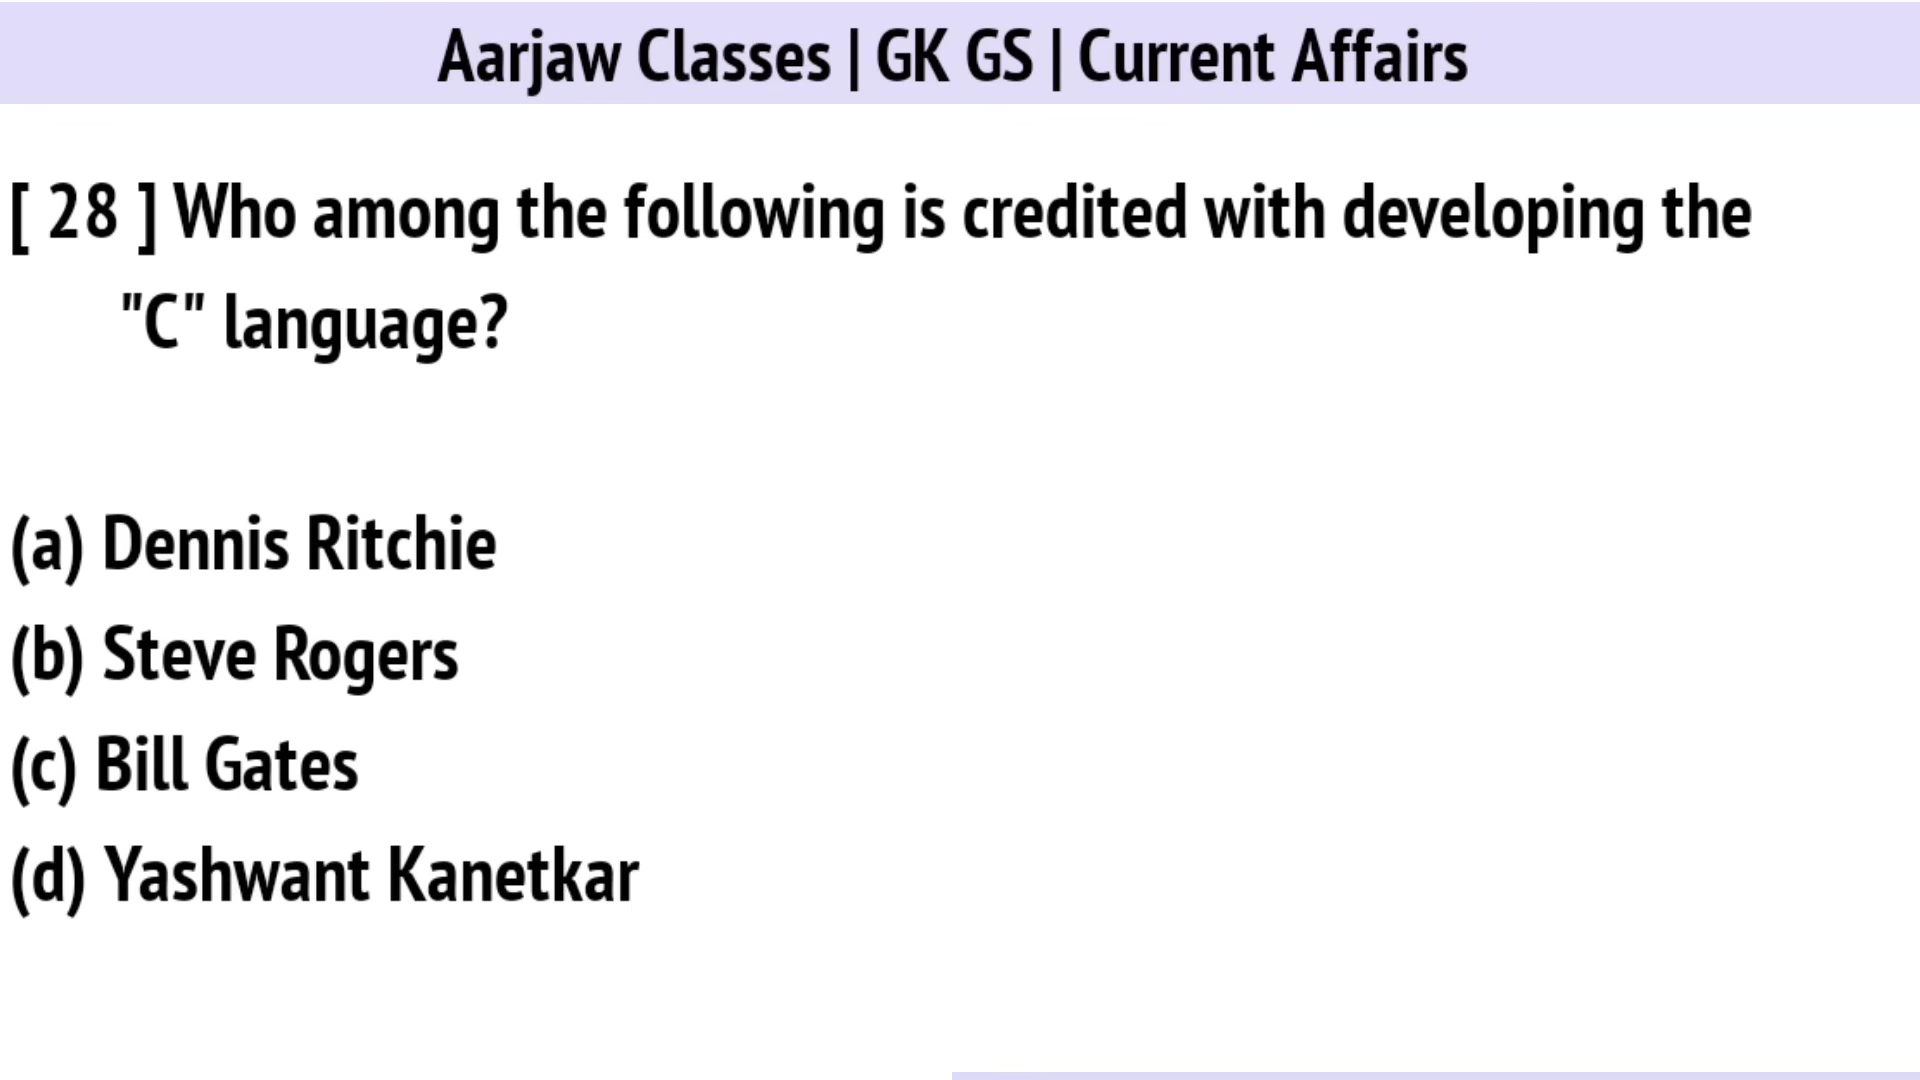 Aarjaw Classes | GK GS | Current Affairs
[ 28 ] Who among the following is credited with developing the
"C" language?
(a) Dennis Ritchie
(b) Steve Rogers
(c) Bill Gates
(d) Yashwant Kanetkar